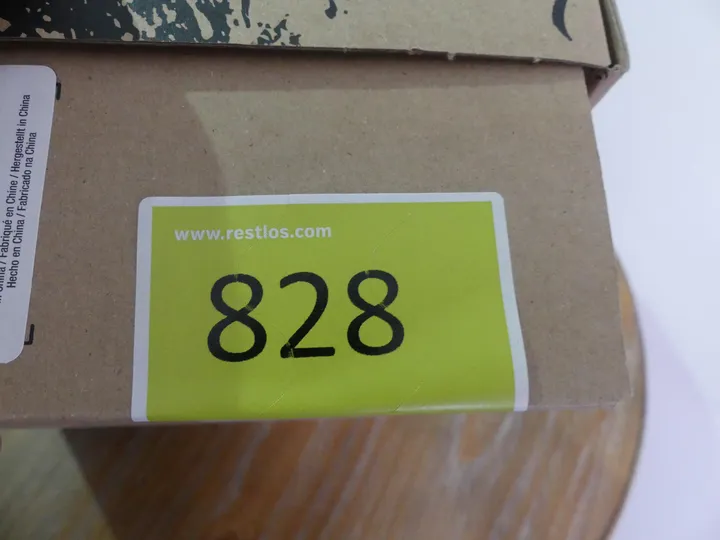 / Fabriqué en Chine / Hergestellt in China
Hecho en China / Fabricado na China
www.restlos.com
828